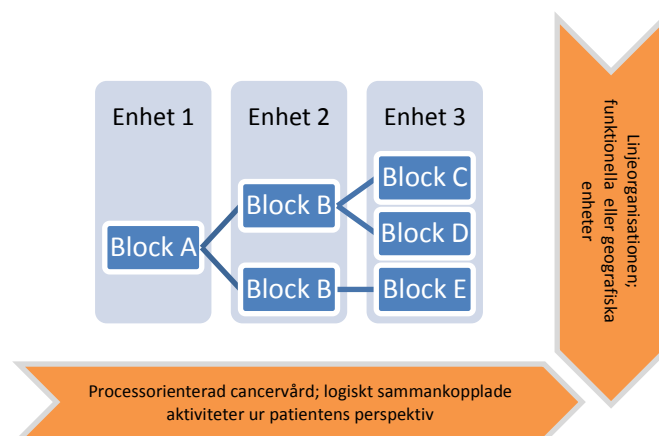 Enhet 1
Enhet 2
Enhet 3
Block A
Block B
Block B
Block C
Block D
Block E
Linjeorganisationen;
funktionella eller geografiska
enheter
Processorienterad cancervård; logiskt sammankopplade
aktiviteter ur patientens perspektiv